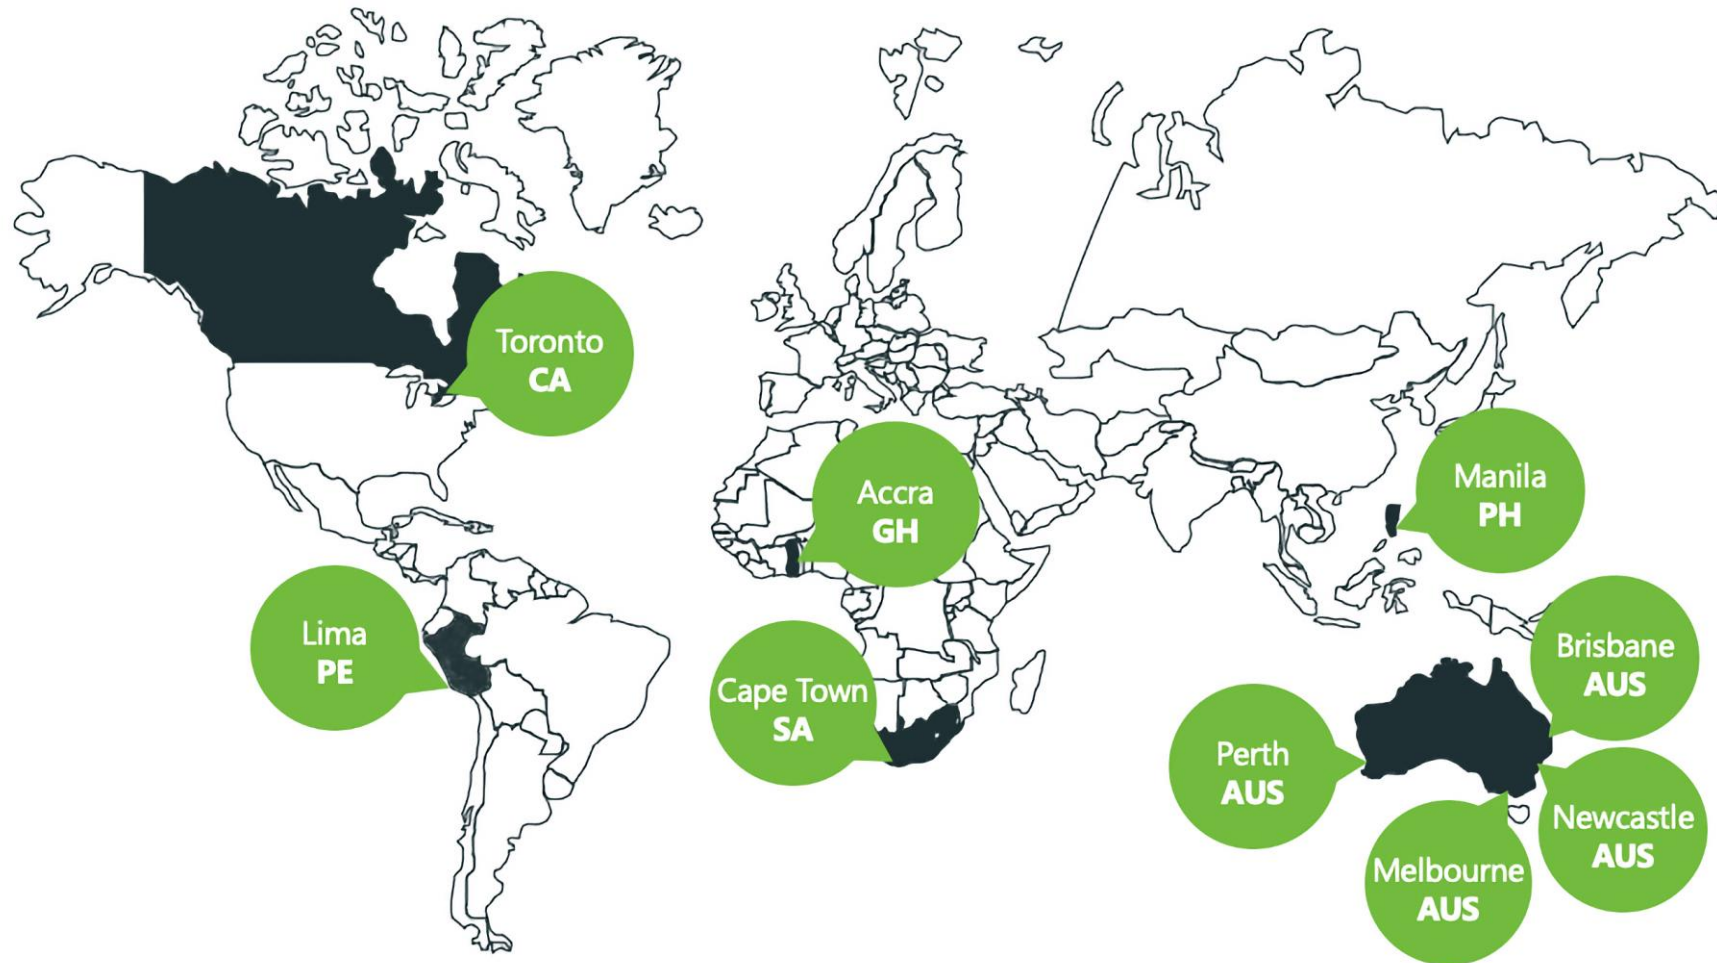 Toronto
CA
Accra
GH
Manila
PH
Lima
PE
Cape Town
SA
Brisbane
AUS
Perth
AUS
Newcastle
AUS
Melbourne
AUS